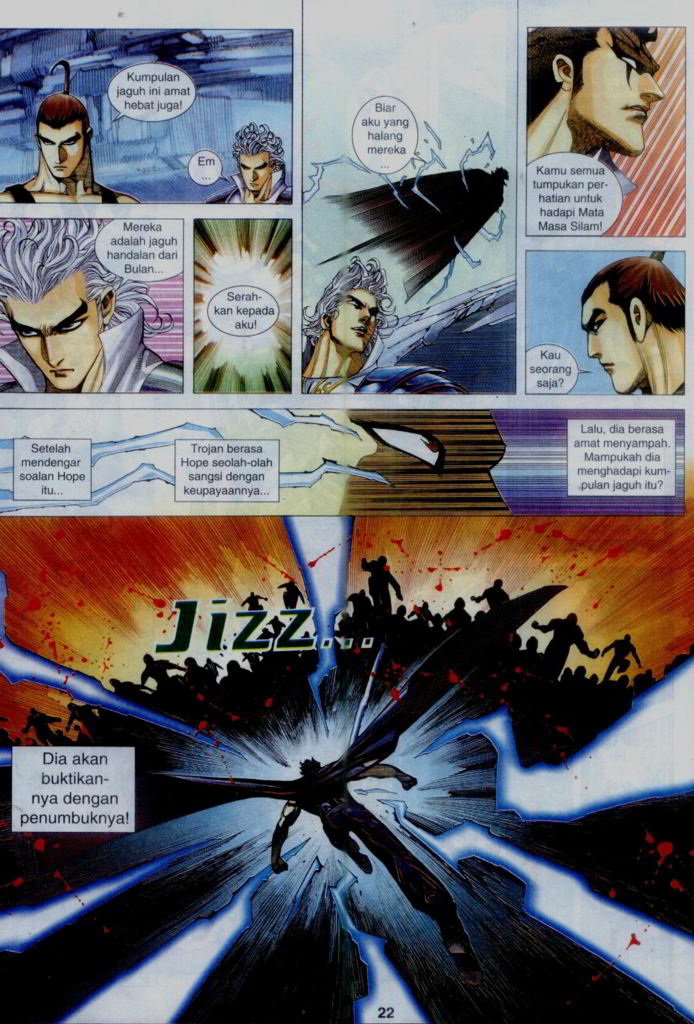 Kumpulan
jaguh ini amat
hebat juga!
Em
...
Mereka
adalah jaguh
handalan dari
Bulan...
Serah-
kan kepada
aku!
Biar
aku yang
halang
mereka
...
Kamu semua
tumpukan per-
hatian untuk
hadapi Mata
Masa Silam!
Kau
seorang
saja?
Setelah
mendengar
soalan Hope
itu...
Trojan berasa
Hope seolah-olah
sangsi dengan
keupayaannya...
Lalu, dia berasa
amat menyampah.
Mampukah dia
menghadapi kum-
pulan jaguh itu?
Jizz...
Dia akan
buktikan-
nya dengan
penumbuknya!
22